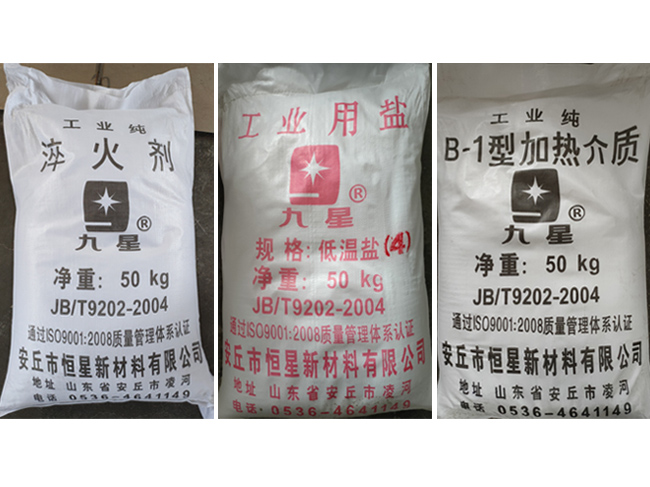 工业纯
淬火剂
®
九星
净重: 50 kg
JB/T9202-2004
通过ISO9001:2008质量管理体系认证
安丘市恒星新材料有限公司
地址 山东省安丘市凌河
电话: 0536-4641149
工业用盐
®
九星
规格: 低温盐(4)
净重: 50 kg
JB/T9202-2004
通过ISO9001:2008质量管理体系认证
安丘市恒星新材料有限公司
地址 山东省安丘市凌河
电话: 0536-4641149
工业纯
B-1型加热介质
®
九星
净重: 50 kg
JB/T9202-2004
通过ISO9001:2008质量管理体系认证
安丘市恒星新材料有限公司
地址 山东省安丘市凌河
电话: 0536-4641149